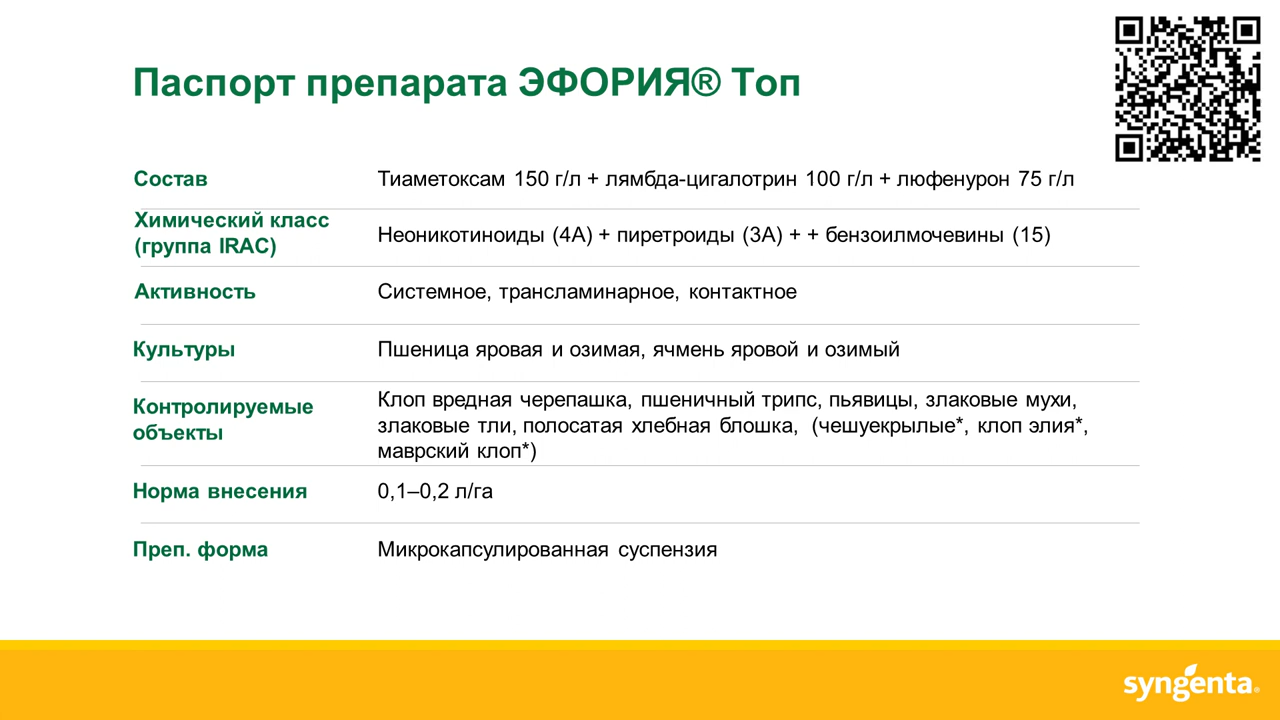 Паспорт препарата ЭФОРИЯ® Топ
Состав
Тиаметоксам 150 г/л + лямбда-цигалотрин 100 г/л + люфенурон 75 г/л
Химический класс
(группа IRAC)
Неоникотиноиды (4А) + пиретроиды (3А) + + бензоилмочевины (15)
Активность
Системное, трансламинарное, контактное
Культуры
Пшеница яровая и озимая, ячмень яровой и озимый
Контролируемые
объекты
Клоп вредная черепашка, пшеничный трипс, пьявицы, злаковые мухи,
злаковые тли, полосатая хлебная блошка, (чешуекрылые*, клоп элия*,
маврский клоп*)
Норма внесения
0,1–0,2 л/га
Преп. форма
Микрокапсулированная суспензия
syngenta®